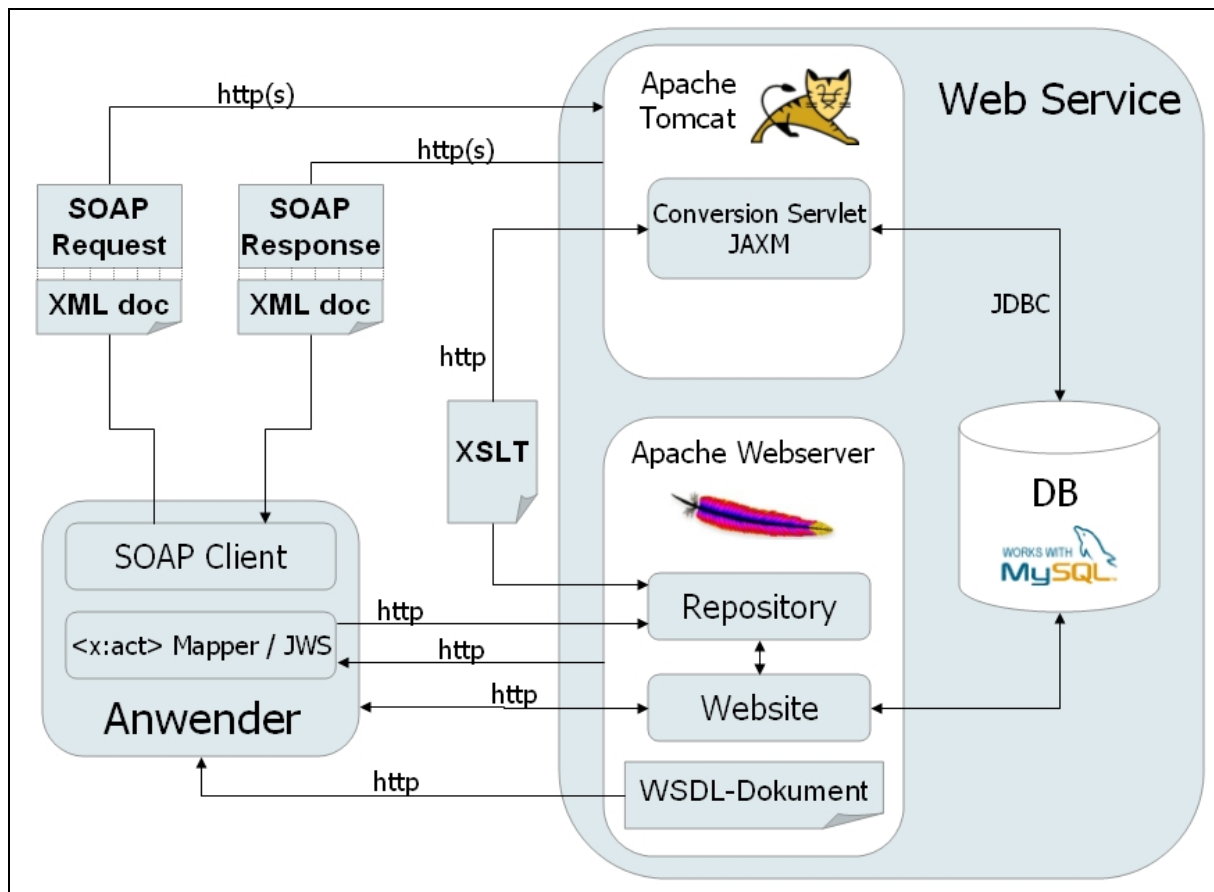 http(s)
http(s)
SOAP
Request
XML doc
SOAP
Response
XML doc
Apache
Tomcat
Web Service
Conversion Servlet
JAXM
JDBC
http
XSLT
Apache Webserver
DB
WORKS WITH
MySQL™
SOAP Client
<x:act> Mapper / JWS
Anwender
http
http
http
http
Repository
Website
WSDL-Dokument